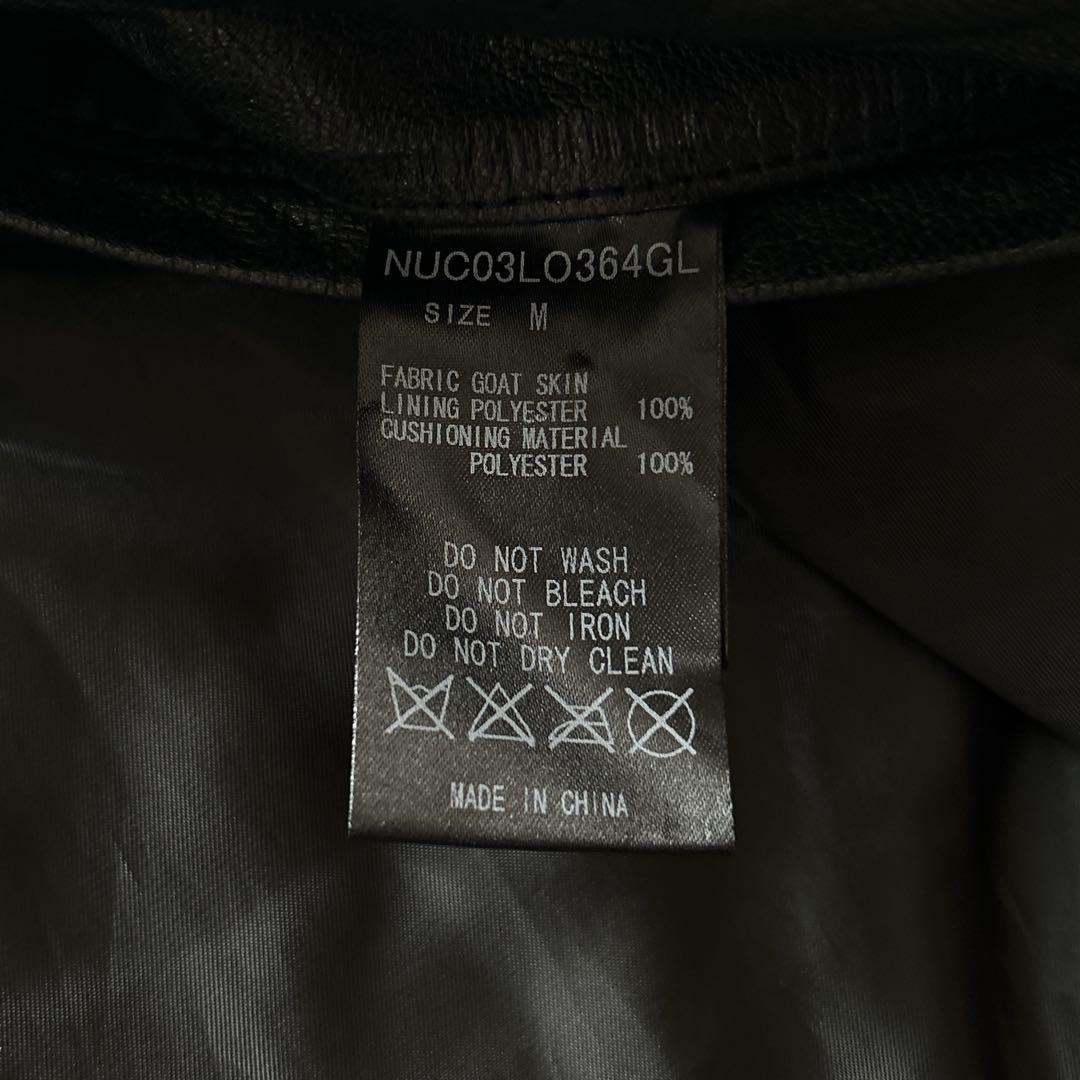 NUC03LO364GL
SIZE M
FABRIC GOAT SKIN
LINING POLYESTER 100%
CUSHIONING MATERIAL
POLYESTER 100%
DO NOT WASH
DO NOT BLEACH
DO NOT IRON
DO NOT DRY CLEAN
MADE IN CHINA